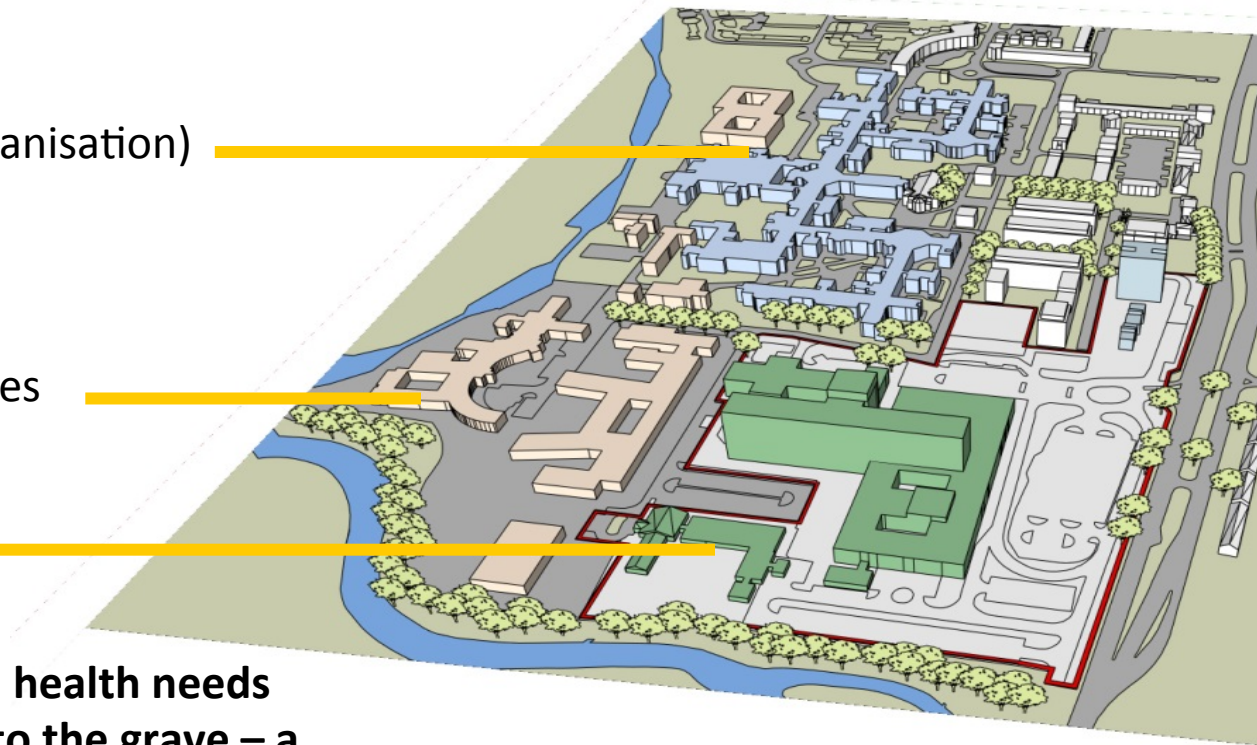 anisation)
es
health needs
to the grave – a